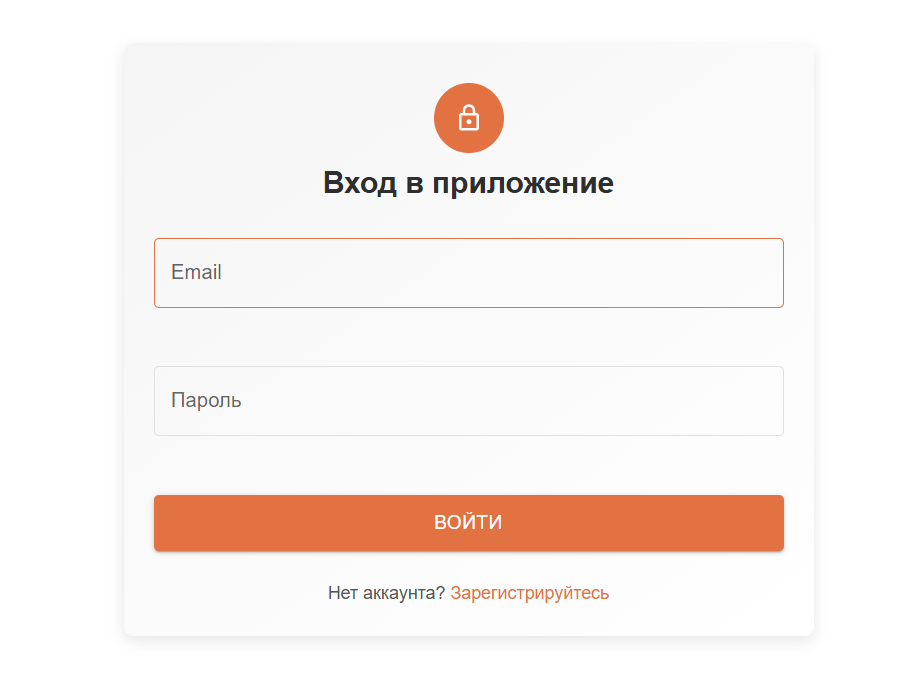 Вход в приложение
Email
Пароль
ВОЙТИ
Нет аккаунта? Зарегистрируйтесь